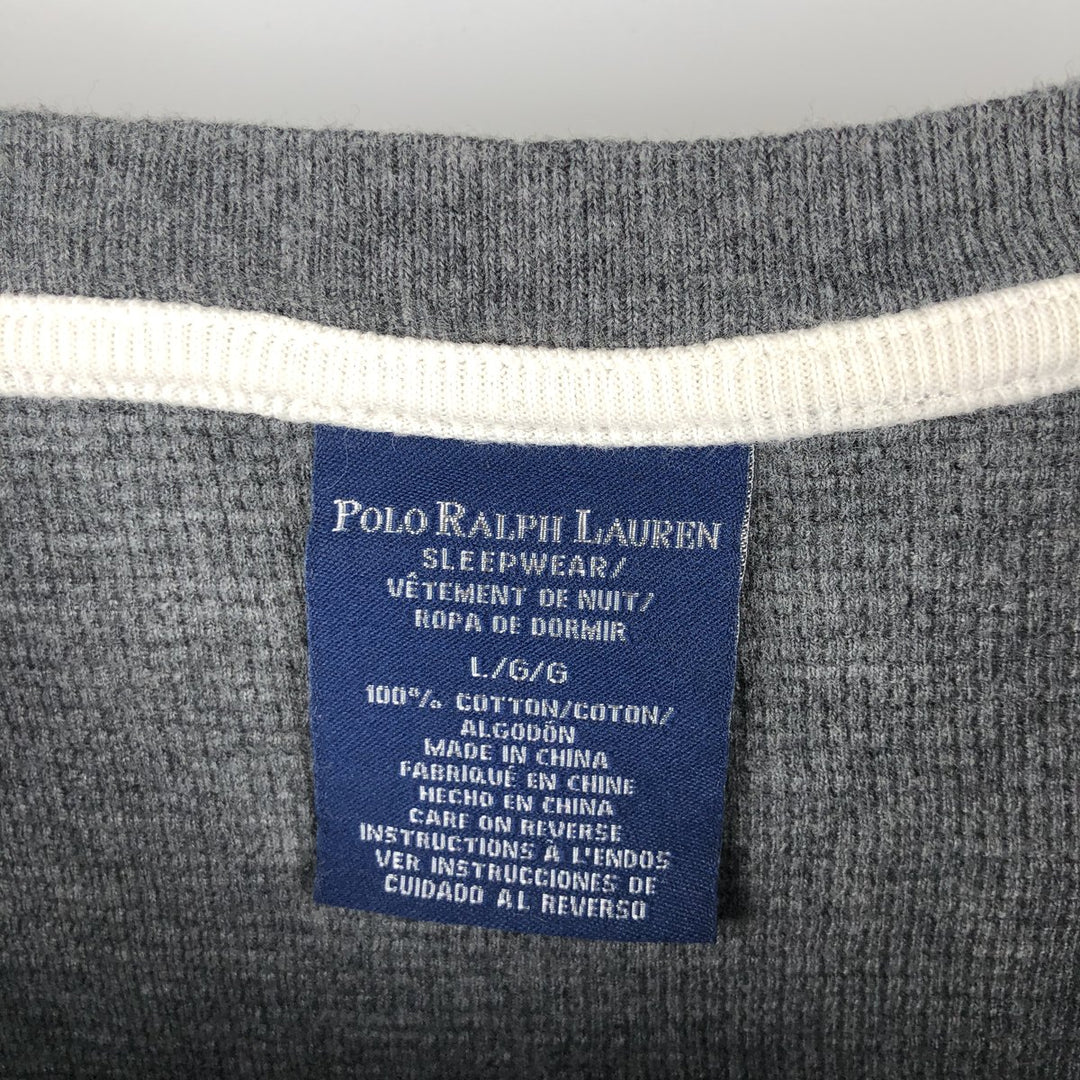 POLO RALPH LAUREN
SLEEPWEAR/
VÊTEMENT DE NUIT/
ROPA DE DORMIR
L/G/G
100% COTTON/COTON/
ALGODÓN
MADE IN CHINA
FABRIQUÉ EN CHINE
HECHO EN CHINA
CARE ON REVERSE
INSTRUCTIONS À L'ENDOS
VER INSTRUCCIONES DE
CUIDADO AL REVERSO